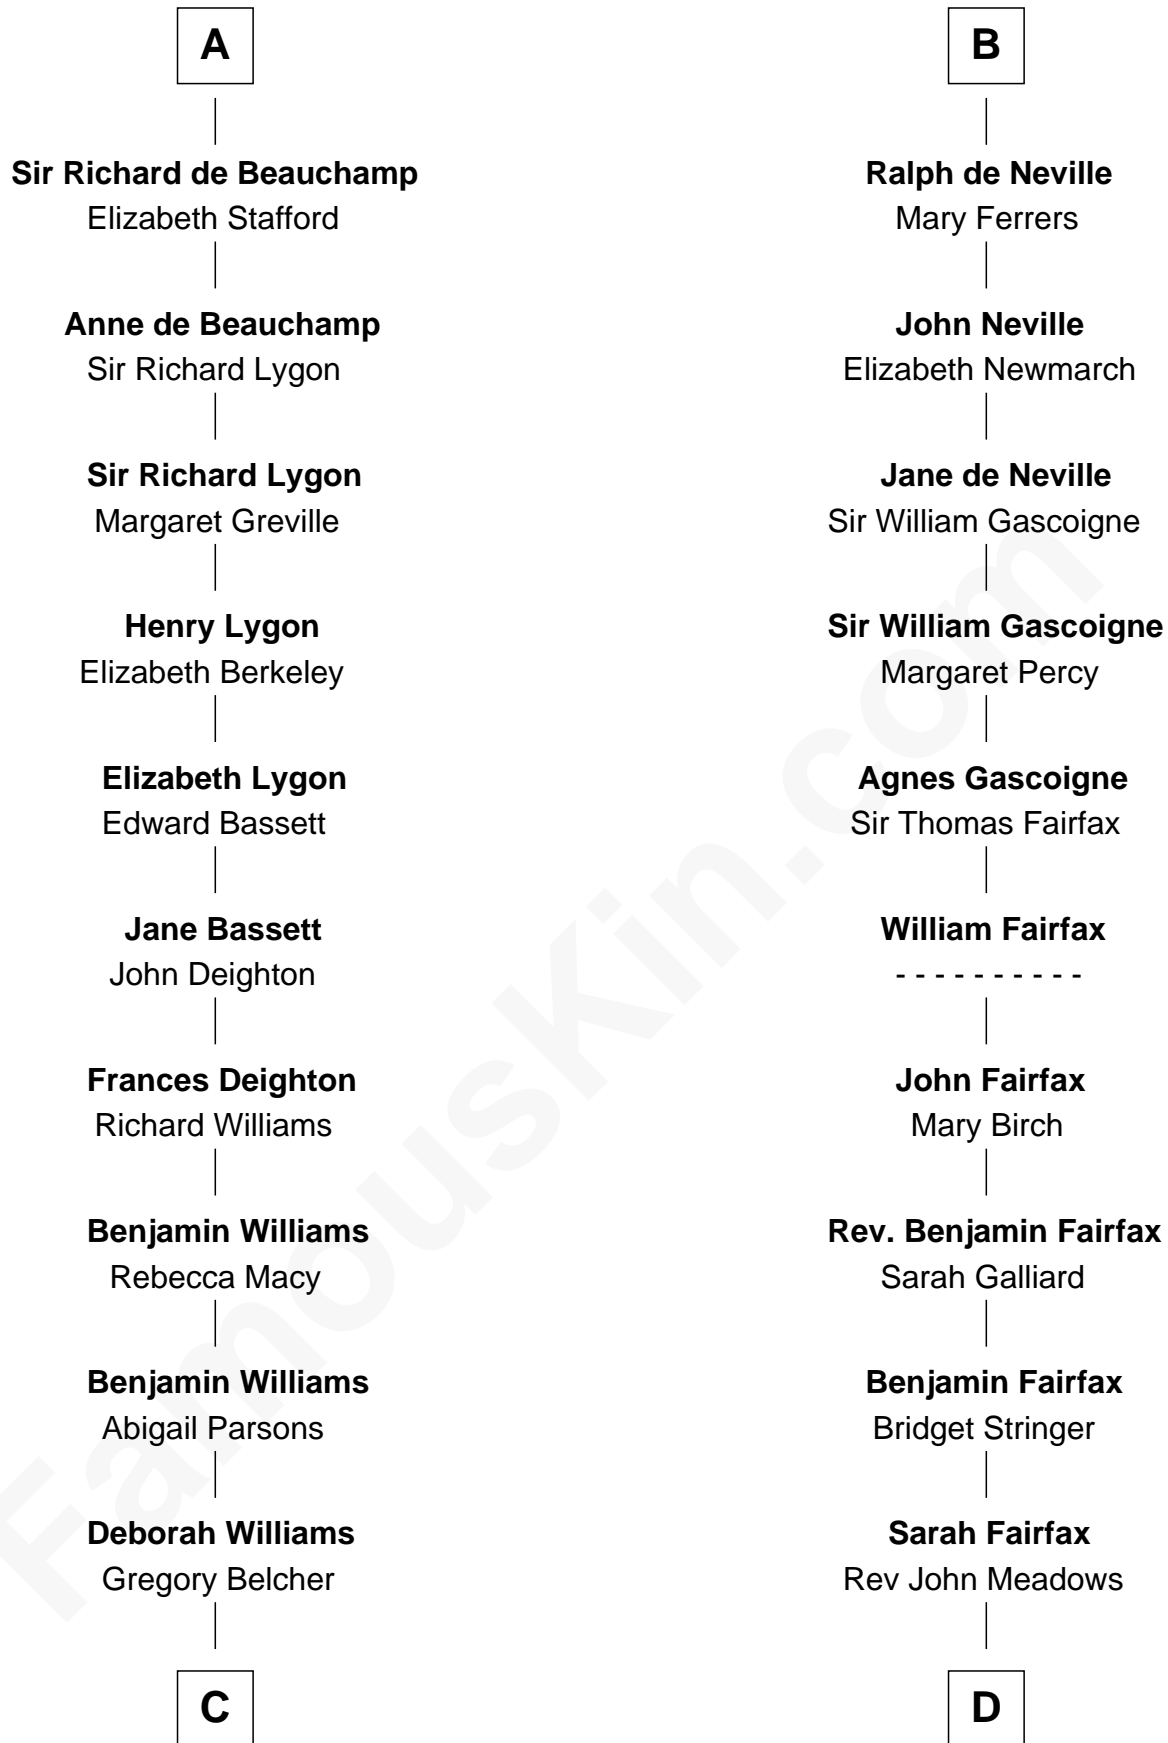 A
Sir Richard de Beauchamp
Elizabeth Stafford
Anne de Beauchamp
Sir Richard Lygon
Sir Richard Lygon
Margaret Greville
Henry Lygon
Elizabeth Berkeley
Elizabeth Lygon
Edward Bassett
Jane Bassett
John Deighton
Frances Deighton
Richard Williams
Benjamin Williams
Rebecca Macy
Benjamin Williams
Abigail Parsons
Deborah Williams
Gregory Belcher
C
B
Ralph de Neville
Mary Ferrers
John Neville
Elizabeth Newmarch
Jane de Neville
Sir William Gascoigne
Sir William Gascoigne
Margaret Percy
Agnes Gascoigne
Sir Thomas Fairfax
William Fairfax
- - - - - - - - - -
John Fairfax
Mary Birch
Rev. Benjamin Fairfax
Sarah Galliard
Benjamin Fairfax
Bridget Stringer
Sarah Fairfax
Rev John Meadows
D
FamousKin.com